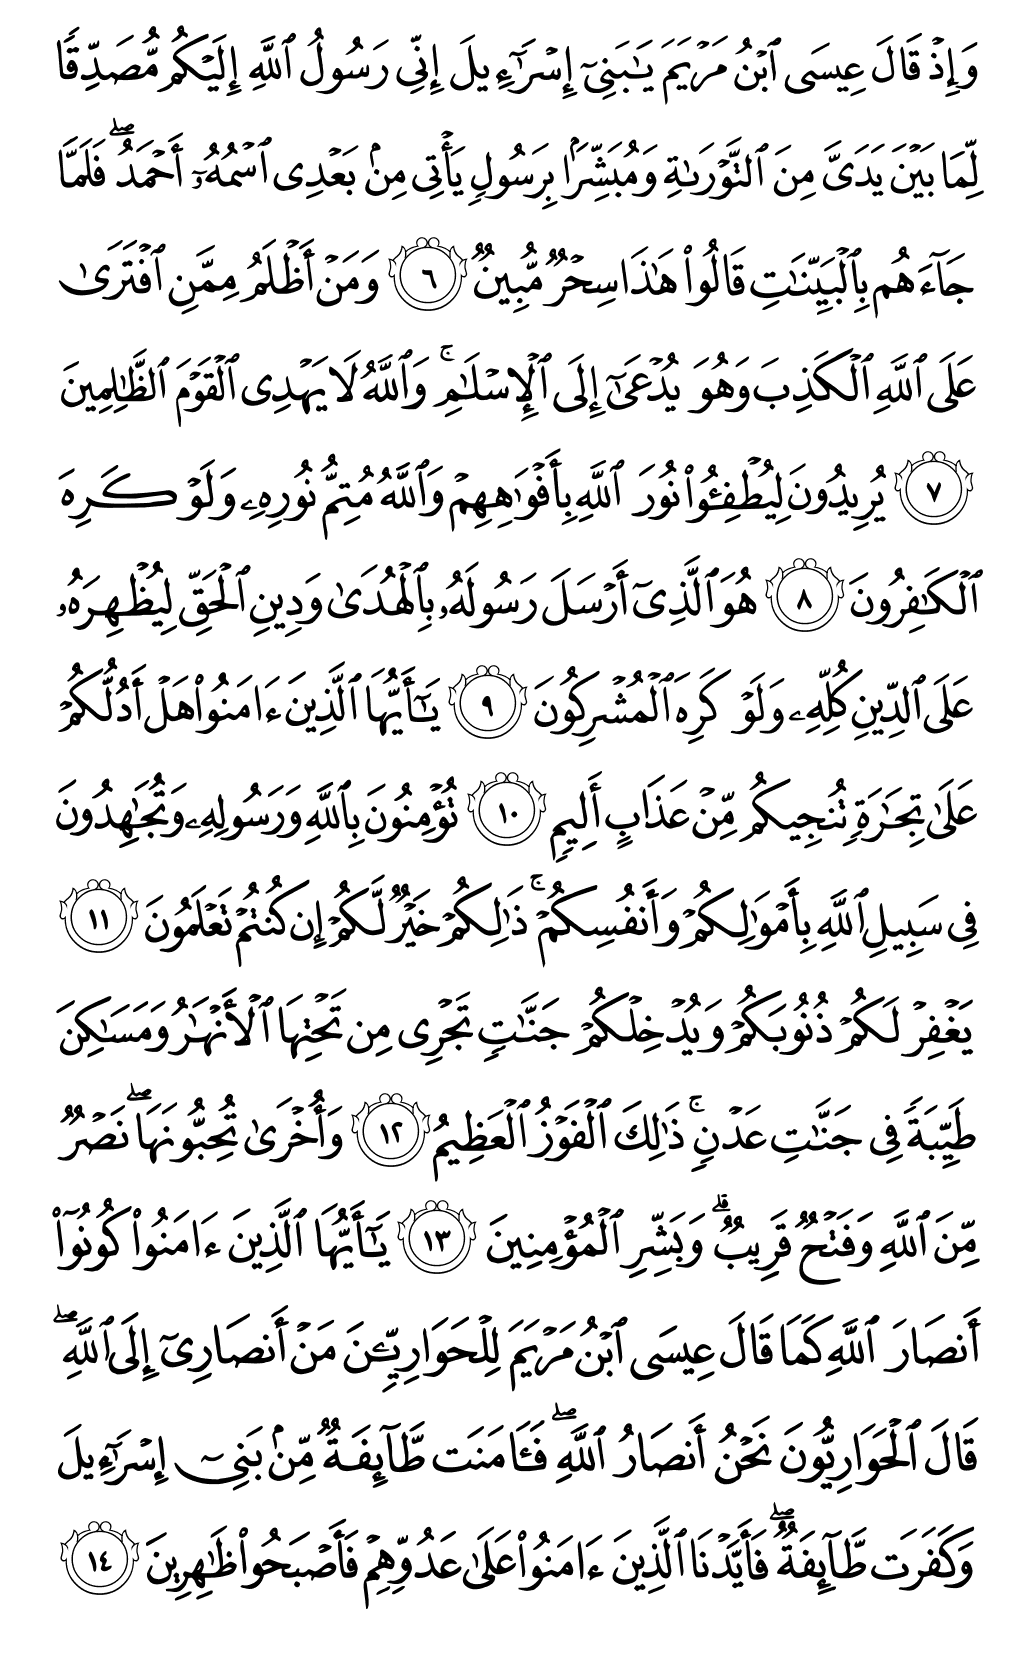 وَإِذۡ قَالَ عِيسَى ٱبۡنُ مَرۡيَمَ يَٰبَنِيٓ إِسۡرَٰٓءِيلَ إِنِّي رَسُولُ ٱللَّهِ إِلَيۡكُم مُّصَدِّقٗا
لِّمَا بَيۡنَ يَدَيَّ مِنَ ٱلتَّوۡرَىٰةِ وَمُبَشِّرَۢا بِرَسُولٖ يَأۡتِي مِنۢ بَعۡدِي ٱسۡمُهُۥٓ أَحۡمَدُۖ فَلَمَّا
جَآءَهُم بِٱلۡبَيِّنَٰتِ قَالُواْ هَٰذَا سِحۡرٞ مُّبِينٞ ٦ وَمَنۡ أَظۡلَمُ مِمَّنِ ٱفۡتَرَىٰ
عَلَى ٱللَّهِ ٱلۡكَذِبَ وَهُوَ يُدۡعَىٰٓ إِلَى ٱلۡإِسۡلَٰمِۚ وَٱللَّهُ لَا يَهۡدِي ٱلۡقَوۡمَ ٱلظَّٰلِمِينَ
٧ يُرِيدُونَ لِيُطۡفِـُٔواْ نُورَ ٱللَّهِ بِأَفۡوَٰهِهِمۡ وَٱللَّهُ مُتِمُّ نُورِهِۦ وَلَوۡ كَرِهَ
ٱلۡكَٰفِرُونَ ٨ هُوَ ٱلَّذِيٓ أَرۡسَلَ رَسُولَهُۥ بِٱلۡهُدَىٰ وَدِينِ ٱلۡحَقِّ لِيُظۡهِرَهُۥ
عَلَى ٱلدِّينِ كُلِّهِۦ وَلَوۡ كَرِهَ ٱلۡمُشۡرِكُونَ ٩ يَٰٓأَيُّهَا ٱلَّذِينَ ءَامَنُواْ هَلۡ أَدُلُّكُمۡ
عَلَىٰ تِجَٰرَةٖ تُنجِيكُم مِّنۡ عَذَابٍ أَلِيمٖ ١٠ تُؤۡمِنُونَ بِٱللَّهِ وَرَسُولِهِۦ وَتُجَٰهِدُونَ
فِي سَبِيلِ ٱللَّهِ بِأَمۡوَٰلِكُمۡ وَأَنفُسِكُمۡۚ ذَٰلِكُمۡ خَيۡرٞ لَّكُمۡ إِن كُنتُمۡ تَعۡلَمُونَ ١١
يَغۡفِرۡ لَكُمۡ ذُنُوبَكُمۡ وَيُدۡخِلۡكُمۡ جَنَّٰتٖ تَجۡرِي مِن تَحۡتِهَا ٱلۡأَنۡهَٰرُ وَمَسَٰكِنَ
طَيِّبَةٗ فِي جَنَّٰتِ عَدۡنٖۚ ذَٰلِكَ ٱلۡفَوۡزُ ٱلۡعَظِيمُ ١٢ وَأُخۡرَىٰ تُحِبُّونَهَاۖ نَصۡرٞ
مِّنَ ٱللَّهِ وَفَتۡحٞ قَرِيبٞۗ وَبَشِّرِ ٱلۡمُؤۡمِنِينَ ١٣ يَٰٓأَيُّهَا ٱلَّذِينَ ءَامَنُواْ كُونُوٓاْ
أَنصَارَ ٱللَّهِ كَمَا قَالَ عِيسَى ٱبۡنُ مَرۡيَمَ لِلۡحَوَارِيِّـۧنَ مَنۡ أَنصَارِيٓ إِلَى ٱللَّهِۖ
قَالَ ٱلۡحَوَارِيُّونَ نَحۡنُ أَنصَارُ ٱللَّهِۖ فَـَٔامَنَت طَّآئِفَةٞ مِّنۢ بَنِيٓ إِسۡرَٰٓءِيلَ
وَكَفَرَت طَّآئِفَةٞۖ فَأَيَّدۡنَا ٱلَّذِينَ ءَامَنُواْ عَلَىٰ عَدُوِّهِمۡ فَأَصۡبَحُواْ ظَٰهِرِينَ ١٤